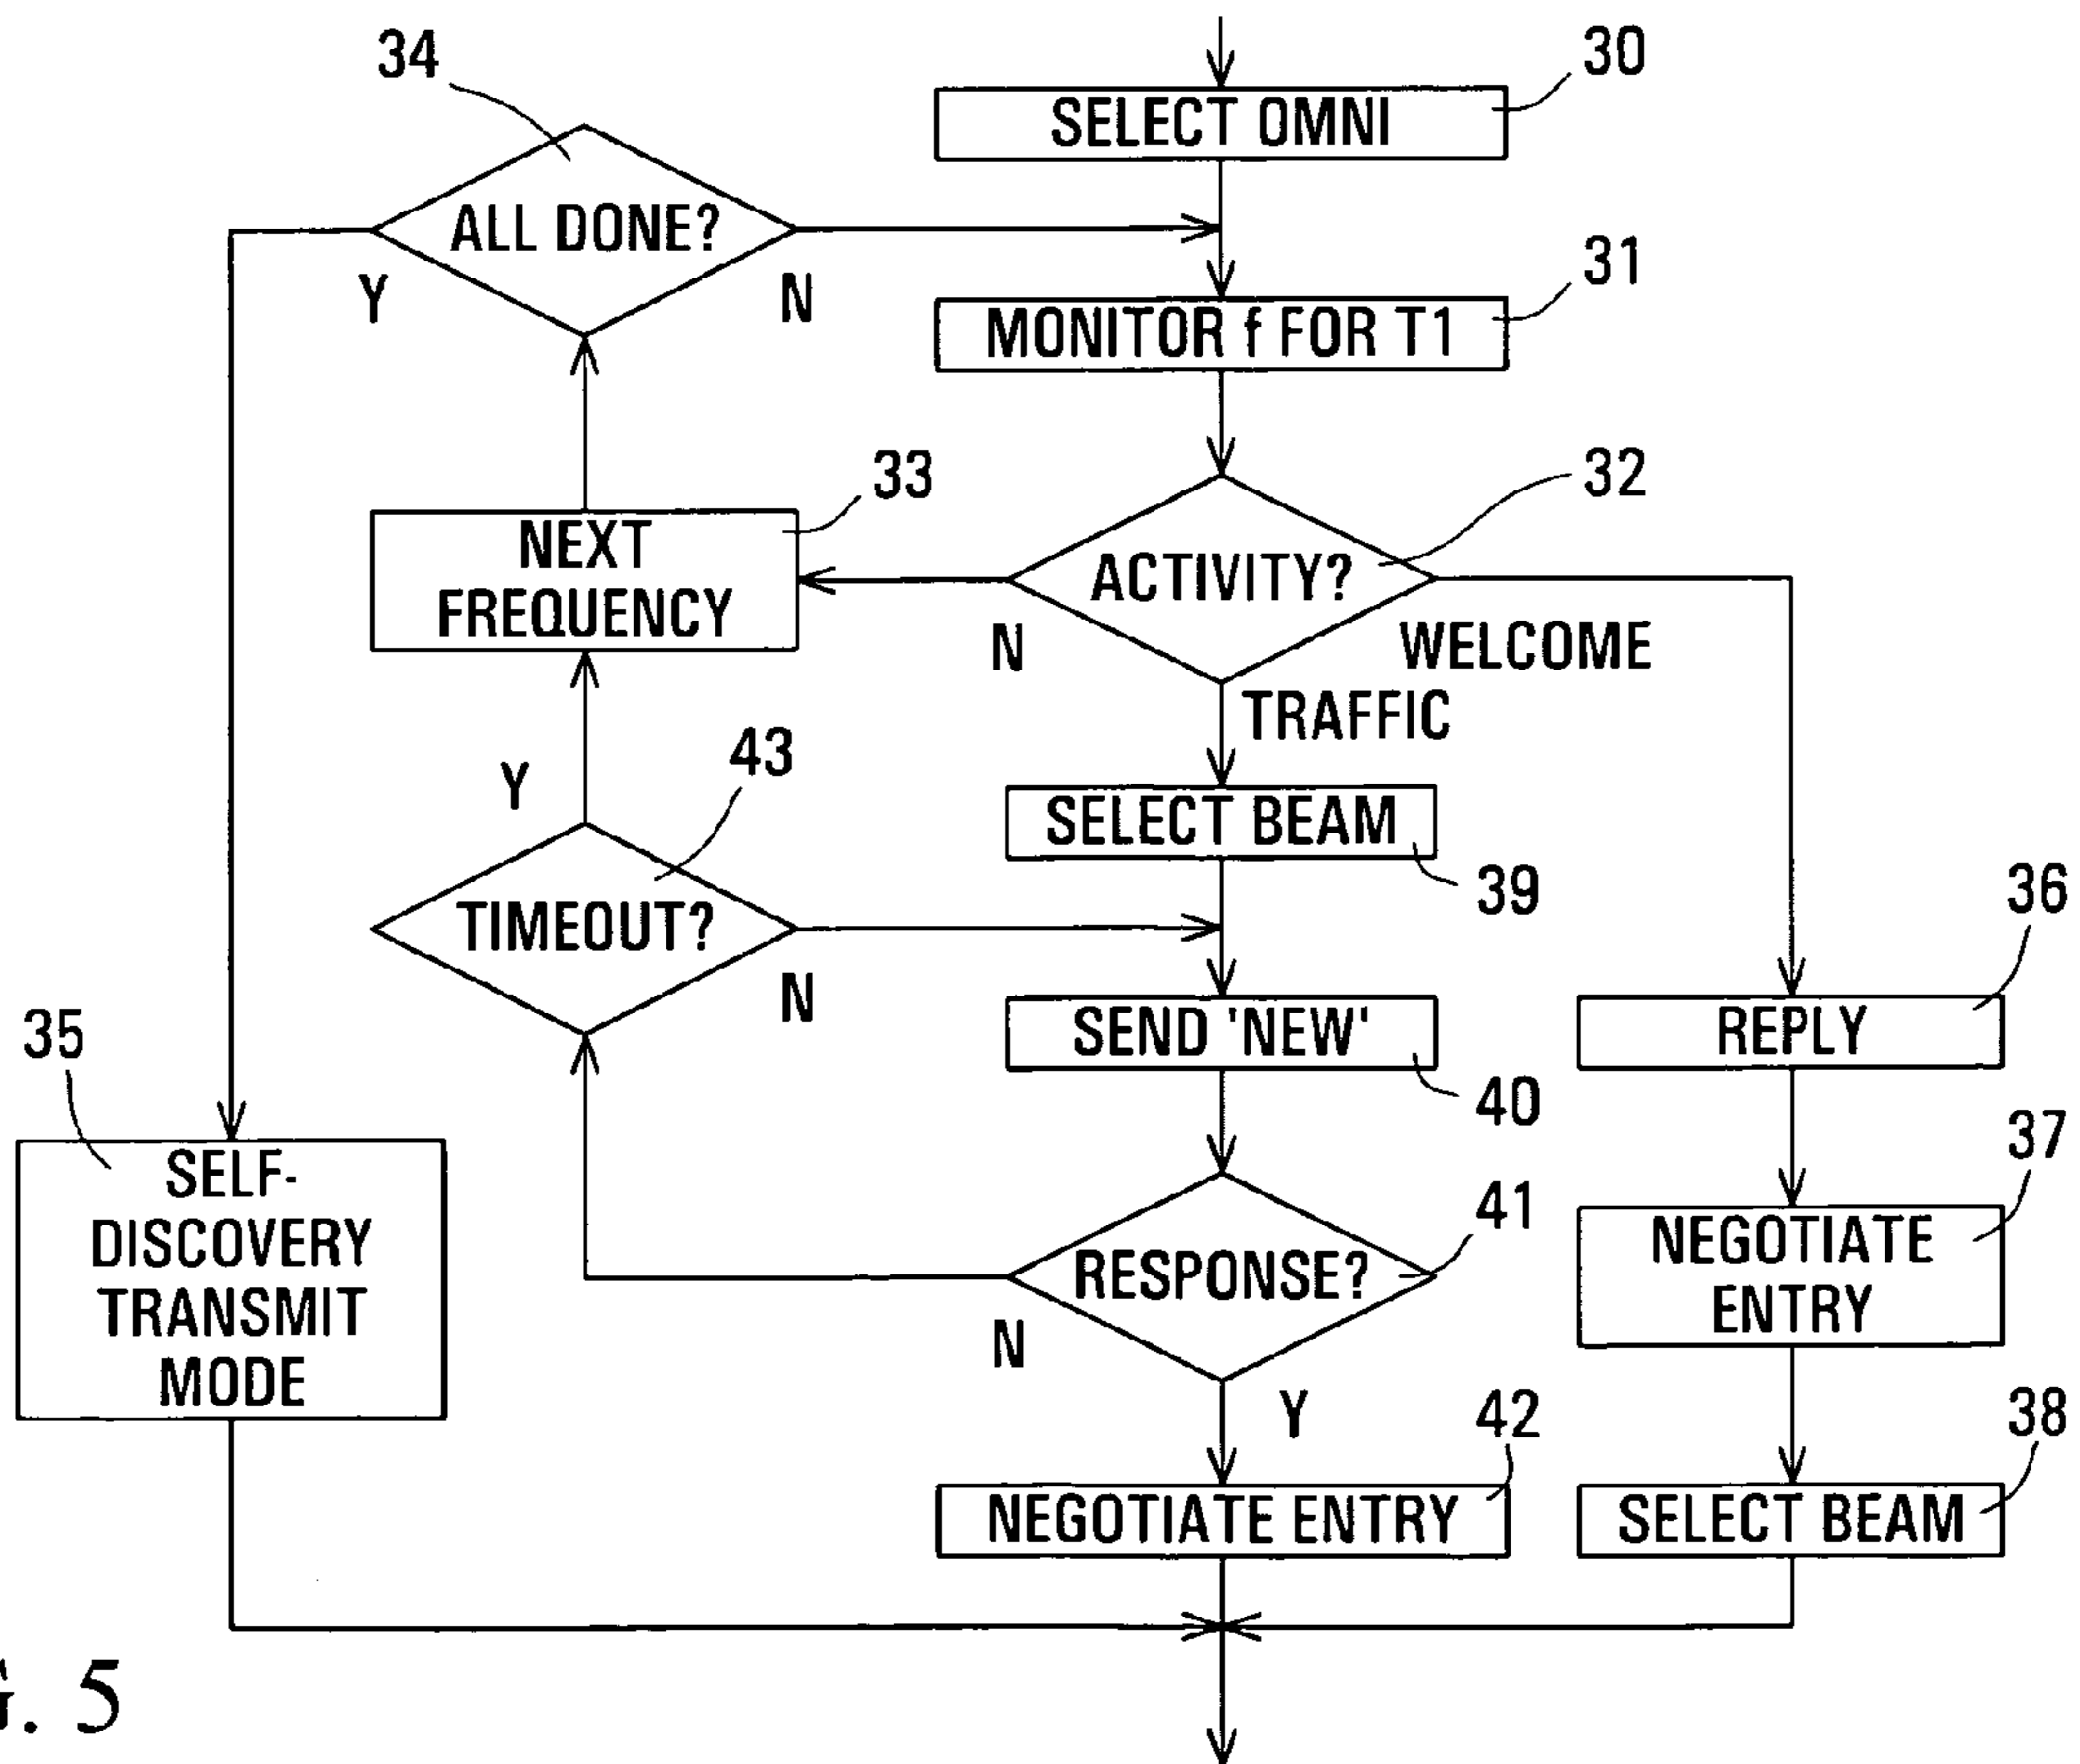 34
30
SELECT OMNI
ALL DONE?
Y
N
31
MONITOR f FOR T1
33
NEXT
FREQUENCY
32
ACTIVITY?
N
WELCOME
TRAFFIC
43
Y
TIMEOUT?
N
SELECT BEAM
39
36
35
SEND 'NEW'
40
REPLY
SELF-
DISCOVERY
TRANSMIT
MODE
41
RESPONSE?
N
Y
37
NEGOTIATE
ENTRY
42
NEGOTIATE ENTRY
38
SELECT BEAM
G. 5